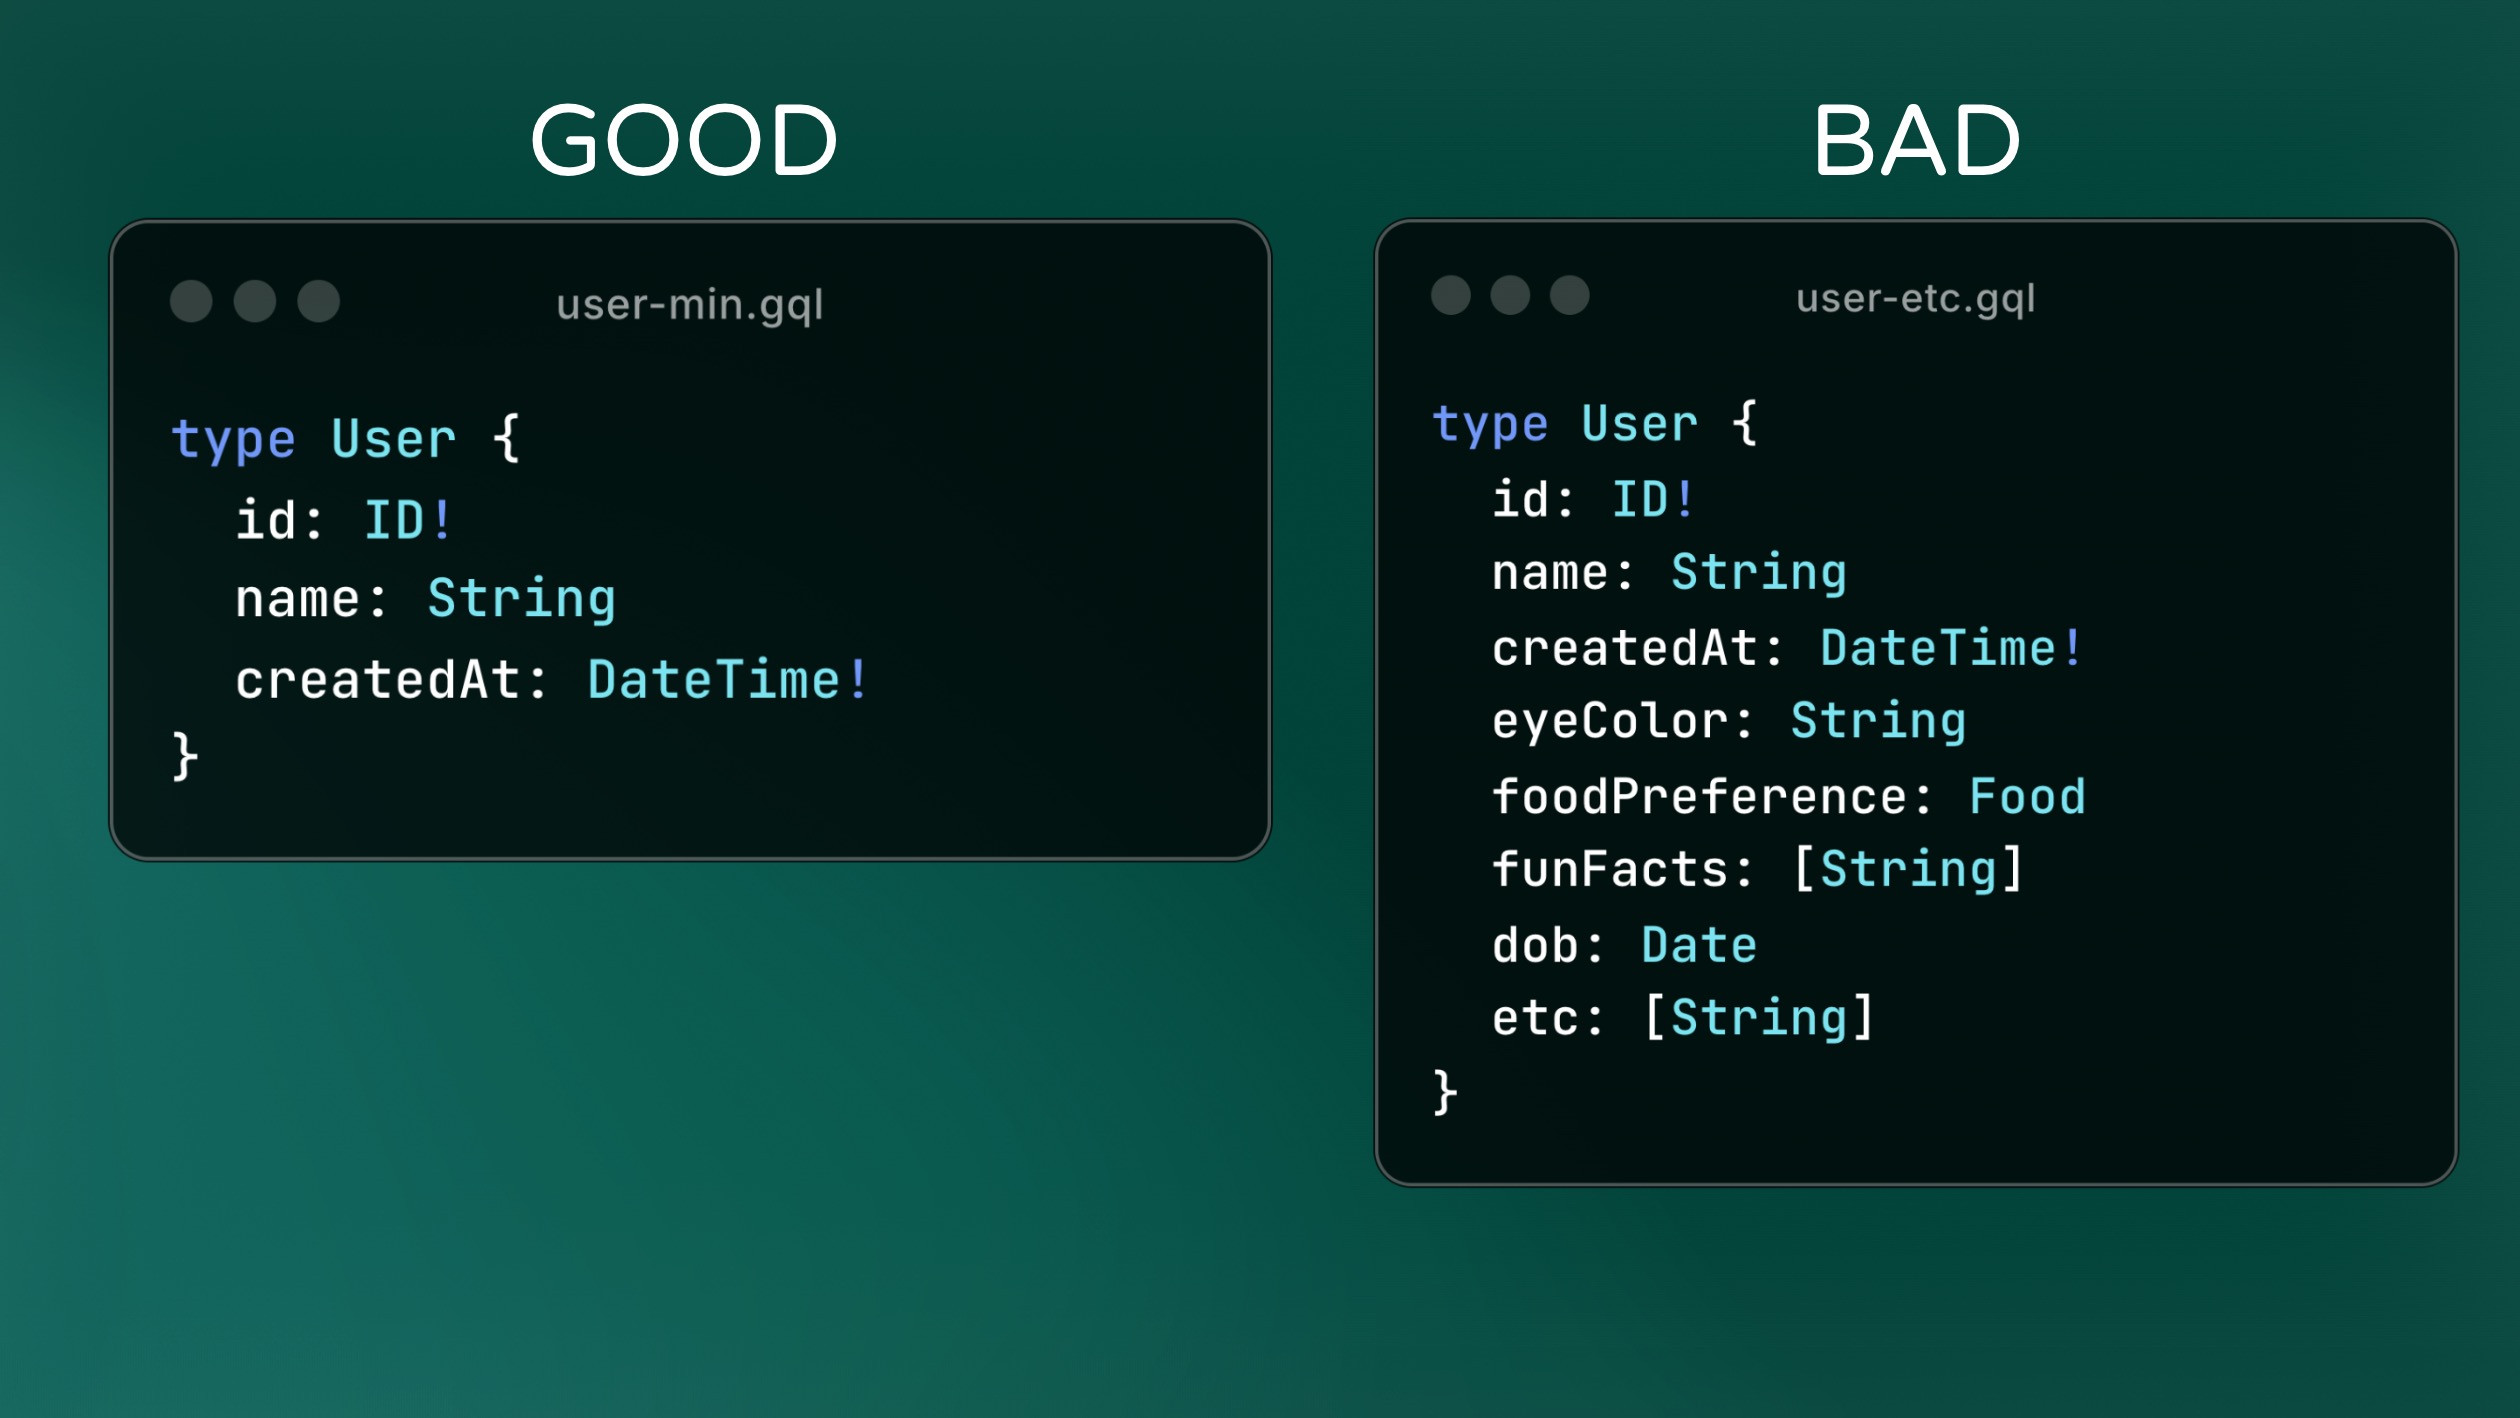 GOOD
user-min.gql
type User {
id: ID!
name: String
createdAt: DateTime!
}
BAD
user-etc.gql
type User {
id: ID!
name: String
createdAt: DateTime!
eyeColor: String
foodPreference: Food
funFacts: [String]
dob: Date
etc: [String]
}